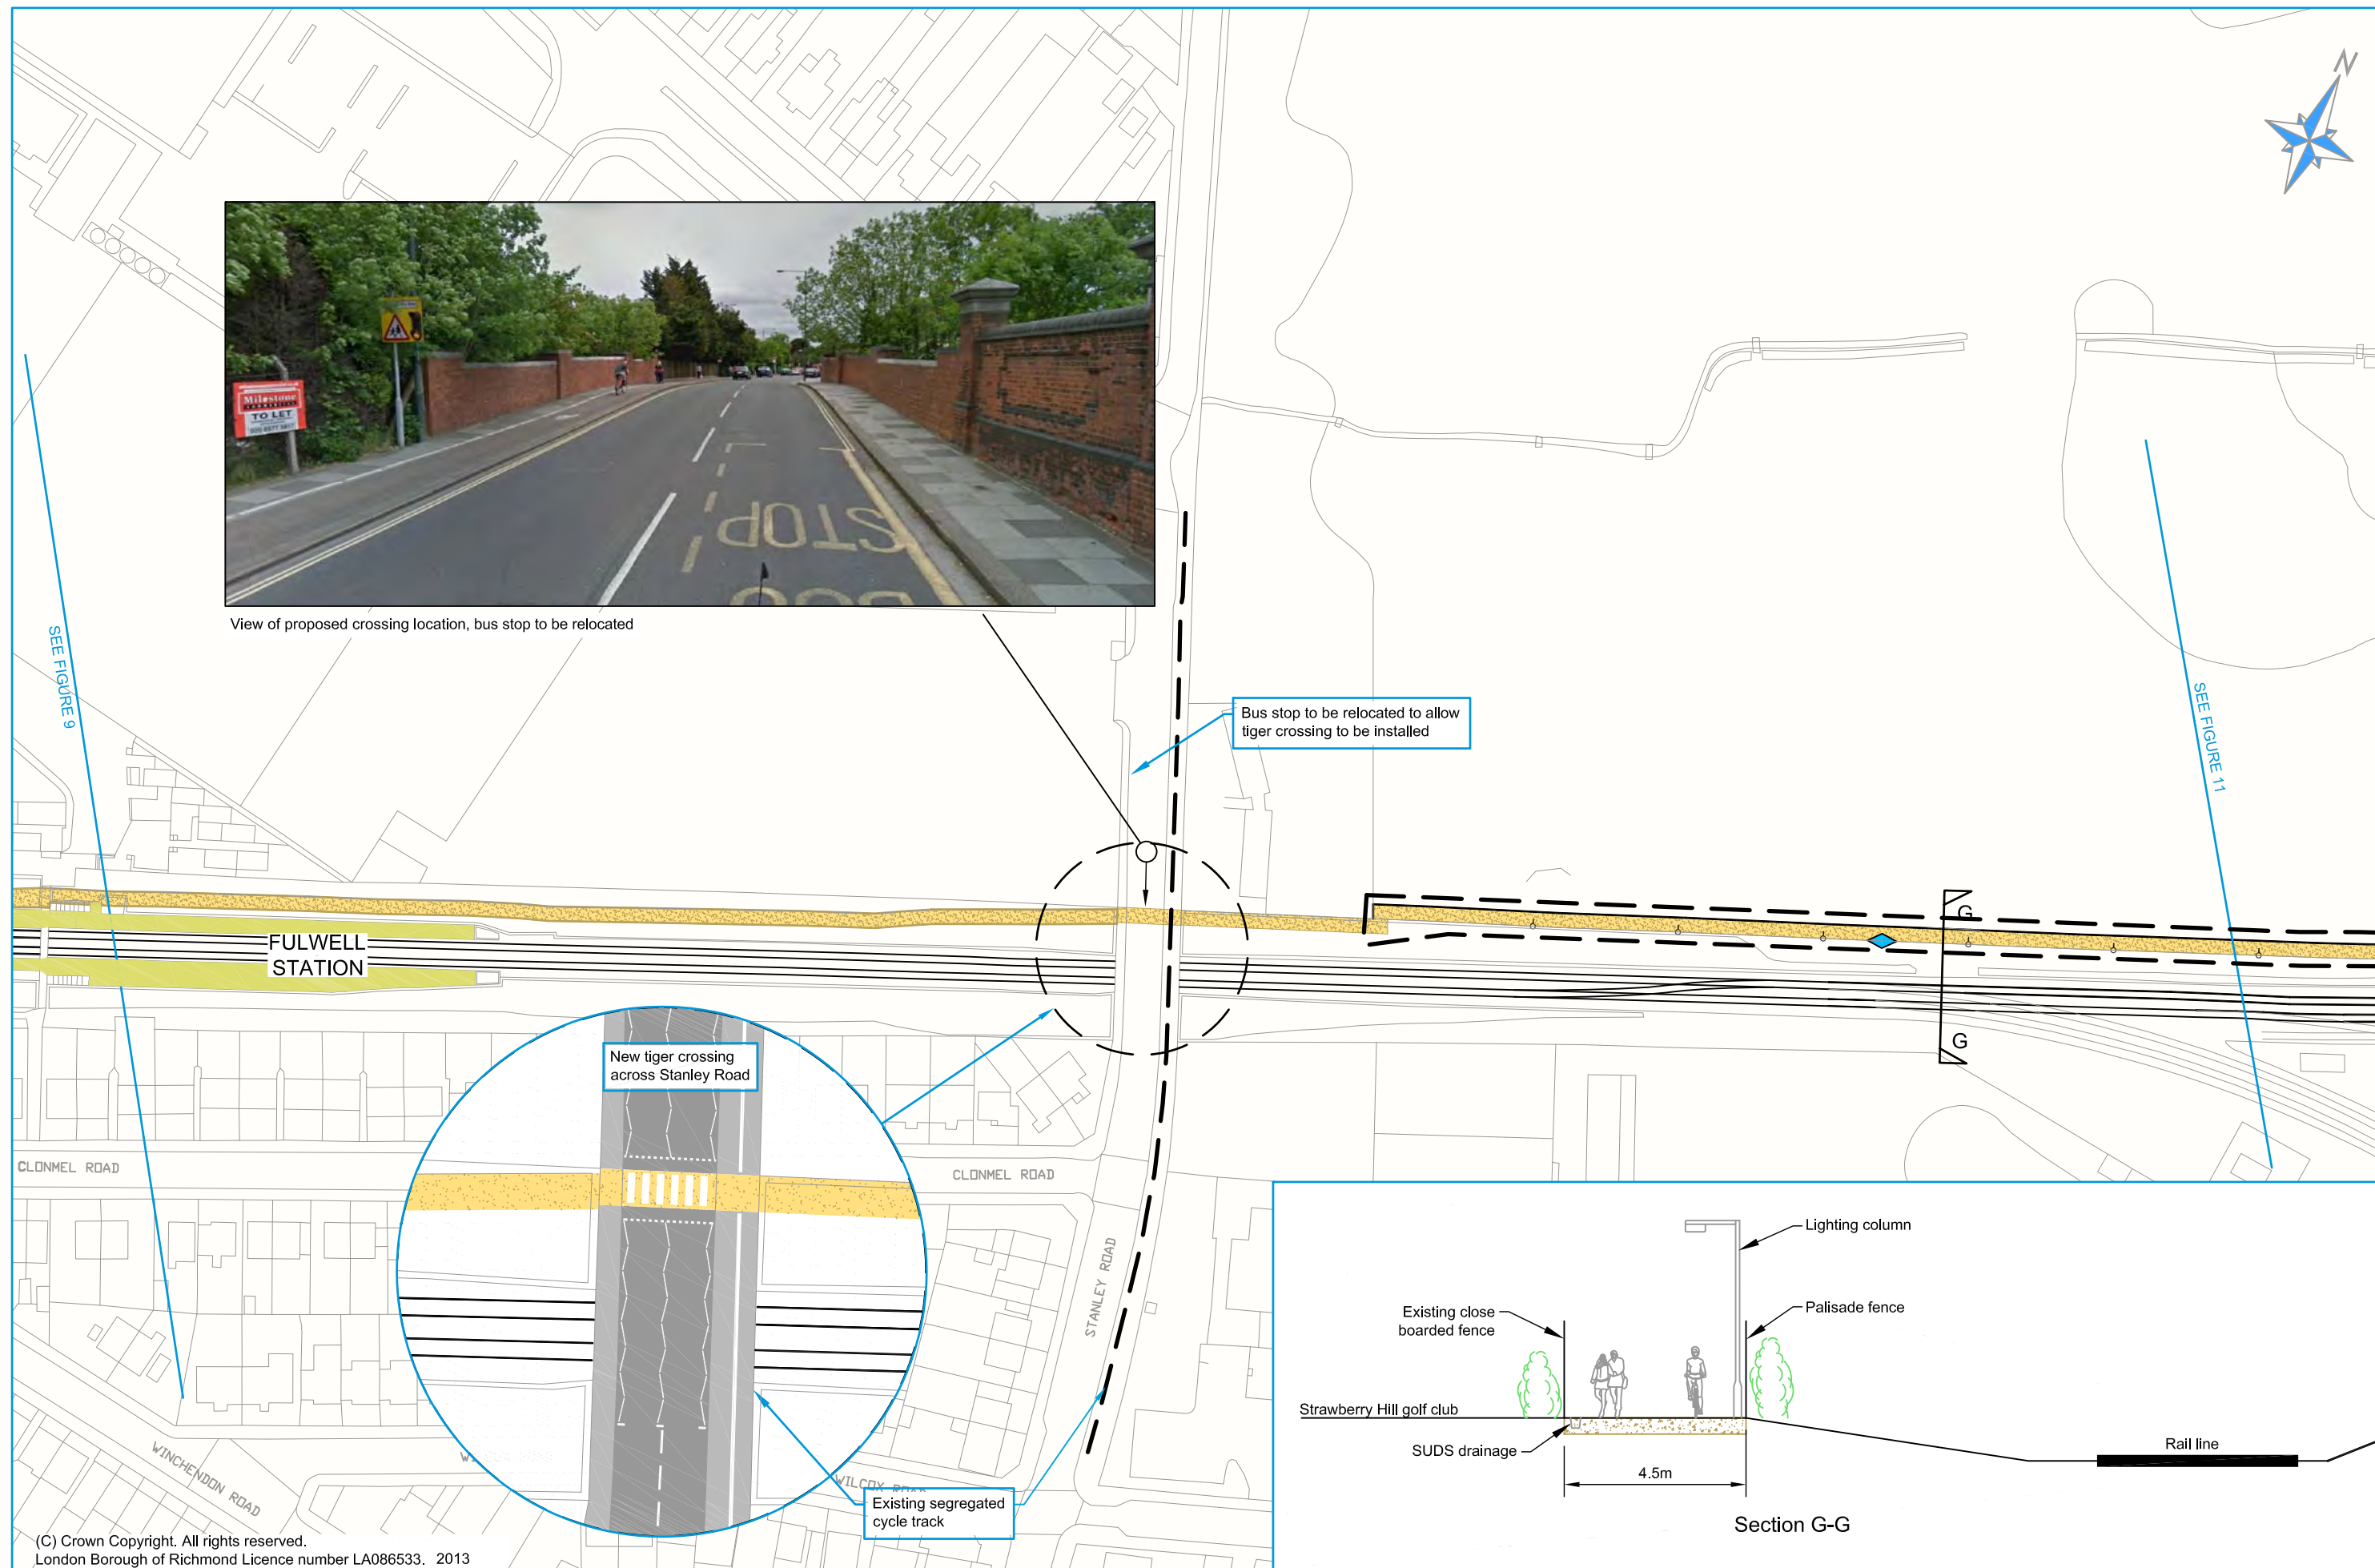 N
Milestone
TO LET
STOP
View of proposed crossing location, bus stop to be relocated
SEE FIGURE 9
Bus stop to be relocated to allow
tiger crossing to be installed
SEE FIGURE 11
FULWELL
STATION
G
G
New tiger crossing
across Stanley Road
CLONMEL ROAD
CLONMEL ROAD
STANLEY ROAD
WINCHENDON ROAD
WILCOX ROAD
Existing segregated
cycle track
Lighting column
Existing close
boarded fence
Palisade fence
Strawberry Hill golf club
SUDS drainage
4.5m
Rail line
Section G-G
(C) Crown Copyright. All rights reserved.
London Borough of Richmond Licence number LA086533. 2013